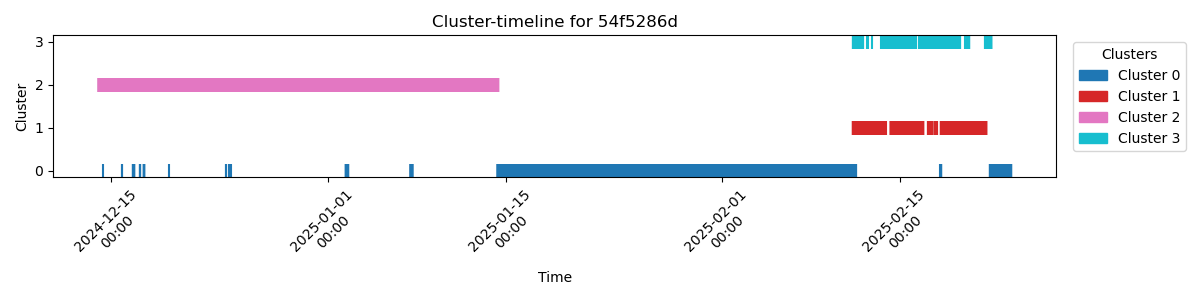 Cluster-timeline for 54f5286d
Cluster
3
2
1
0
2024-12-15
00:00
2025-01-01
00:00
2025-01-15
00:00
2025-02-01
00:00
2025-02-15
00:00
Time
Clusters
Cluster 0
Cluster 1
Cluster 2
Cluster 3